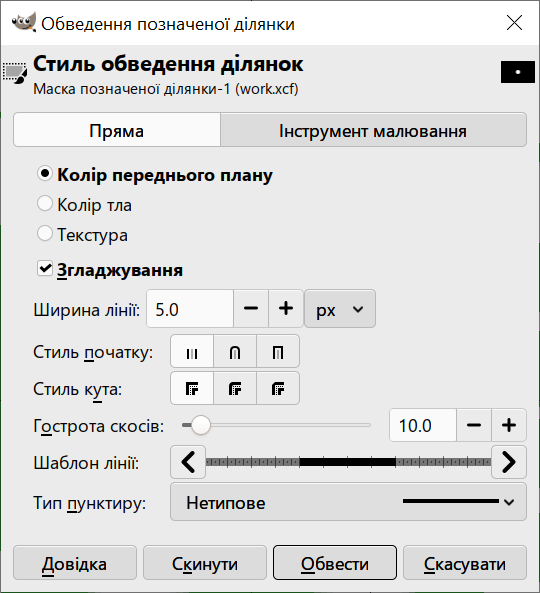 Обведення позначеної ділянки
Стиль обведення ділянок
Маска позначеної ділянки-1 (work.xcf)
Пряма Інструмент малювання
Колір переднього плану
Колір тла
Текстура
Згладжування
Ширина лінії: 5.0 px
Стиль початку:
Стиль кута:
Гострота скосів: 10.0
Шаблон лінії:
Тип пунктиру: Нетипове
Довідка Скинути Обвести Скасувати